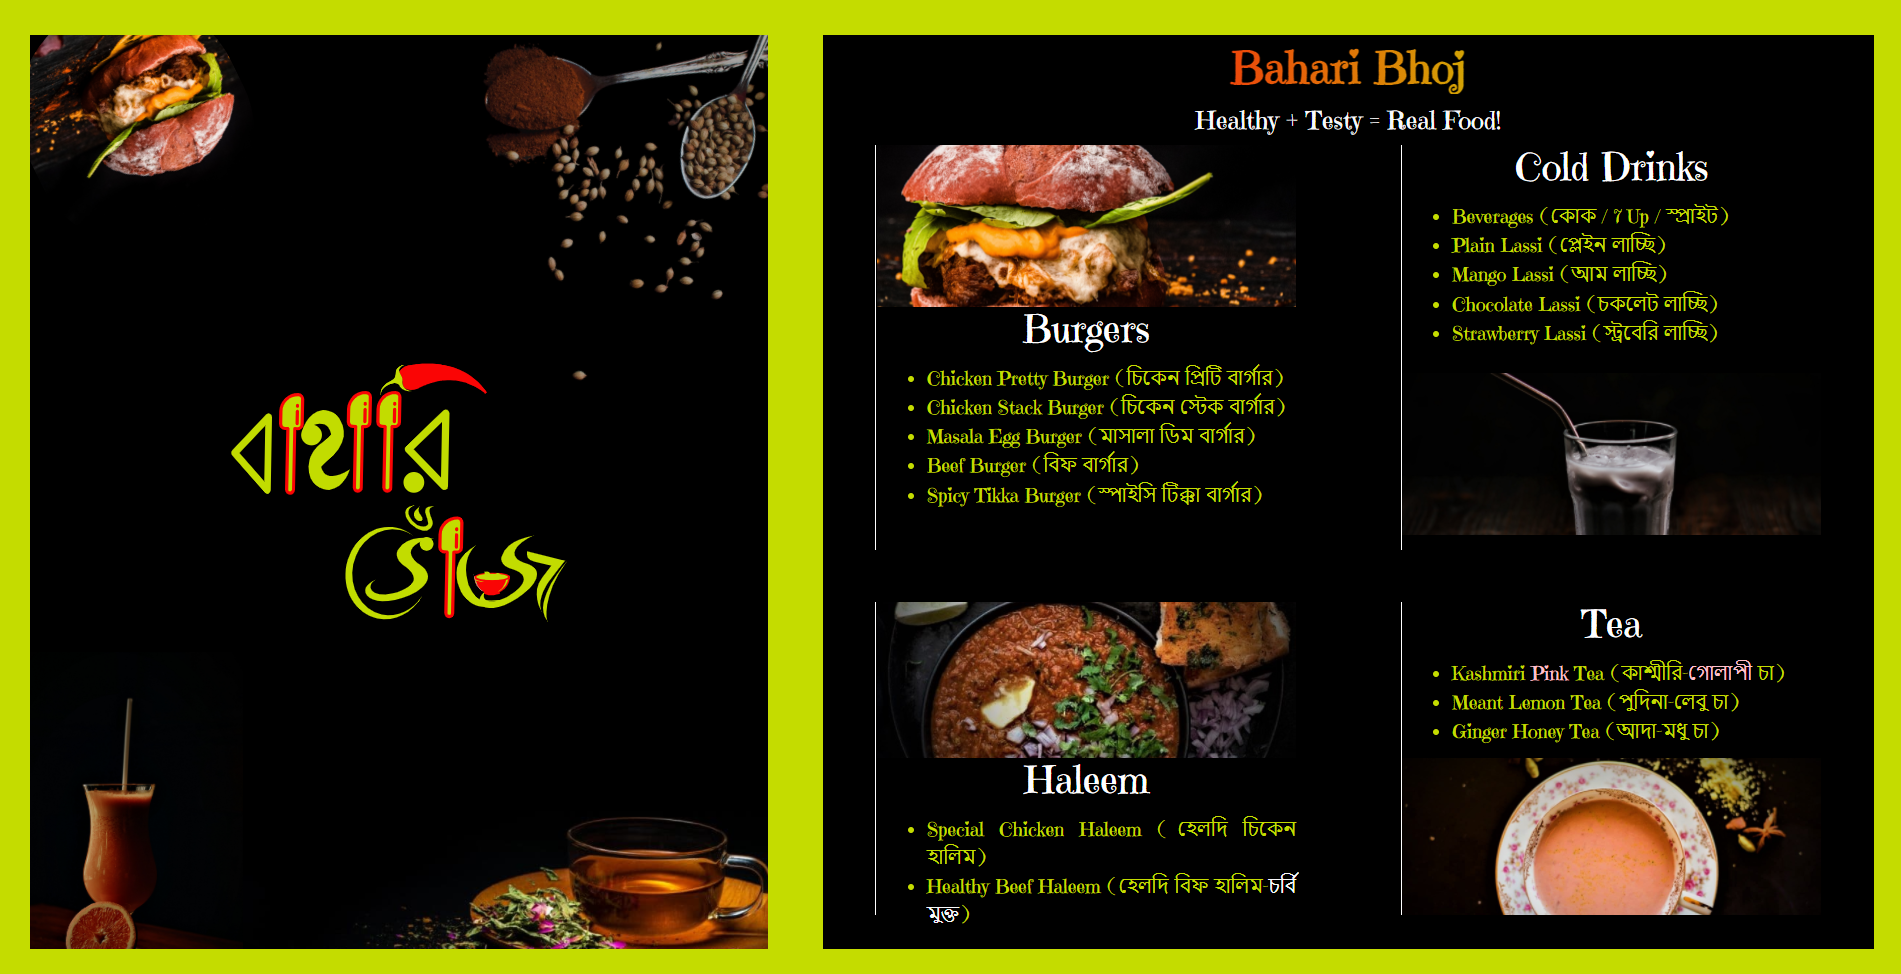 বাহারি
ভোঁজ
Bahari Bhoj
Healthy + Testy = Real Food!
Burgers
Chicken Pretty Burger (চিকেন প্রিটি বার্গার)
Chicken Stack Burger (চিকেন স্টেক বার্গার)
Masala Egg Burger (মাসালা ডিম বার্গার)
Beef Burger (বিফ বার্গার)
Spicy Tikka Burger (স্পাইসি টিক্কা বার্গার)
Cold Drinks
Beverages (কোক / 7 Up / স্প্রাইট)
Plain Lassi (প্লেইন লাচ্ছি)
Mango Lassi (আম লাচ্ছি)
Chocolate Lassi (চকলেট লাচ্ছি)
Strawberry Lassi (স্ট্রবেরি লাচ্ছি)
Haleem
Special Chicken Haleem ( হেলদি চিকেন
হালিম)
Healthy Beef Haleem (হেলদি বিফ হালিম-চর্বি
মুক্ত)
Tea
Kashmiri Pink Tea (কাশ্মীরি-গোলাপী চা)
Meant Lemon Tea (পুদিনা-লেবু চা)
Ginger Honey Tea (আদা-মধু চা)